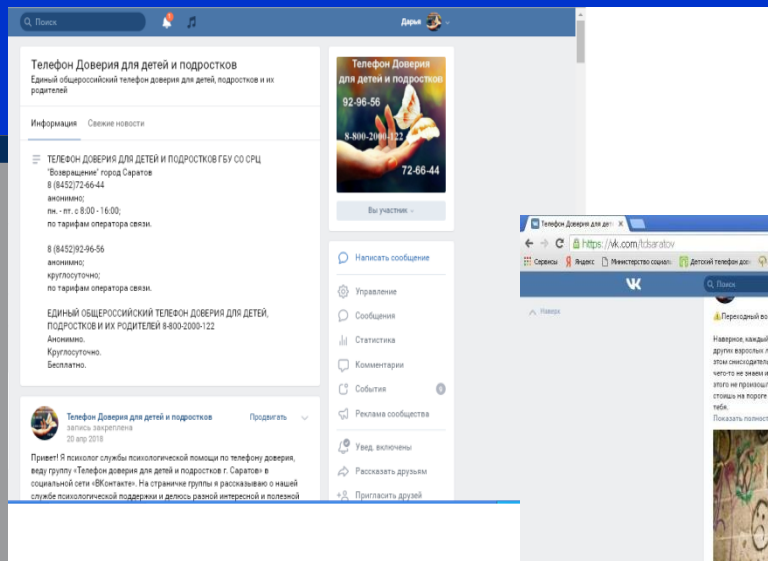 Поиск
Дарья
Телефон Доверия для детей и подростков
Единый общероссийский телефон доверия для детей, подростков и их
родителей
Информация
Свежие новости
ТЕЛЕФОН ДОВЕРИЯ ДЛЯ ДЕТЕЙ И ПОДРОСТКОВ ГБУ СО СРЦ
"Возвращение" город Саратов
8 (8452)72-66-44
анонимно;
пн. - пт. с 8:00 - 16:00;
по тарифам оператора связи.
8 (8452)92-96-56
анонимно;
круглосуточно;
по тарифам оператора связи.
ЕДИНЫЙ ОБЩЕРОССИЙСКИЙ ТЕЛЕФОН ДОВЕРИЯ ДЛЯ ДЕТЕЙ,
ПОДРОСТКОВ И ИХ РОДИТЕЛЕЙ 8-800-2000-122
Анонимно.
Круглосуточно.
Бесплатно.
Телефон Доверия для детей и подростков
Продвигать
запись закреплена
20 апр 2018
Привет! Я психолог службы психологической помощи по телефону доверия,
веду группу «Телефон доверия для детей и подростков г. Саратов» в
социальной сети «ВКонтакте». На страничке группы я рассказываю о нашей
службе психологической поддержки и делюсь разной интересной и полезной
Телефон Доверия
для детей и подростков
92-96-56
8-800-2000-122
72-66-44
Вы участник
Написать сообщение
Управление
Сообщения
Статистика
Комментарии
События
Реклама сообщества
Увед. включены
Рассказать друзьям
Пригласить друзей
Телефон Доверия для дет
https://vk.com/tdsaratov
Сервисы
Яндекс
Министерство социал
Детский телефон дов
Поиск
Наверх
Переходный во
Наверное, каждый
других взрослых л
этом снисходитель
чего-то не знаем и
этого не произошл
стоишь на пороге
тебя.
Показать полност